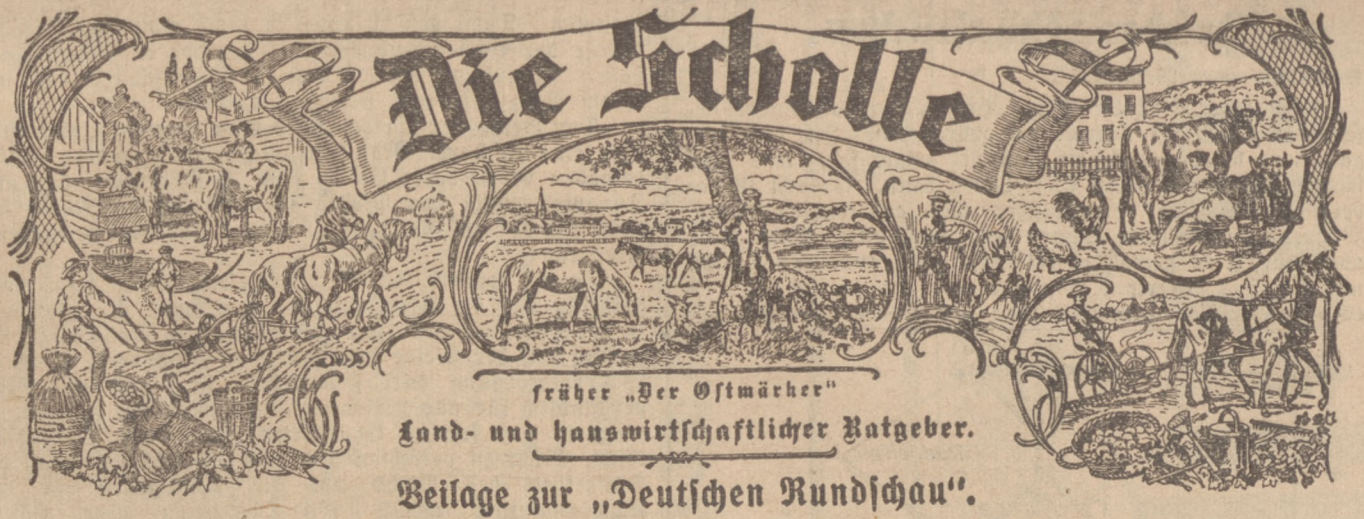 Die Scholle
früher „Der Ostmärker“
Land- und hauswirtschaftlicher Ratgeber.
Beilage zur „Deutschen Rundschau“.